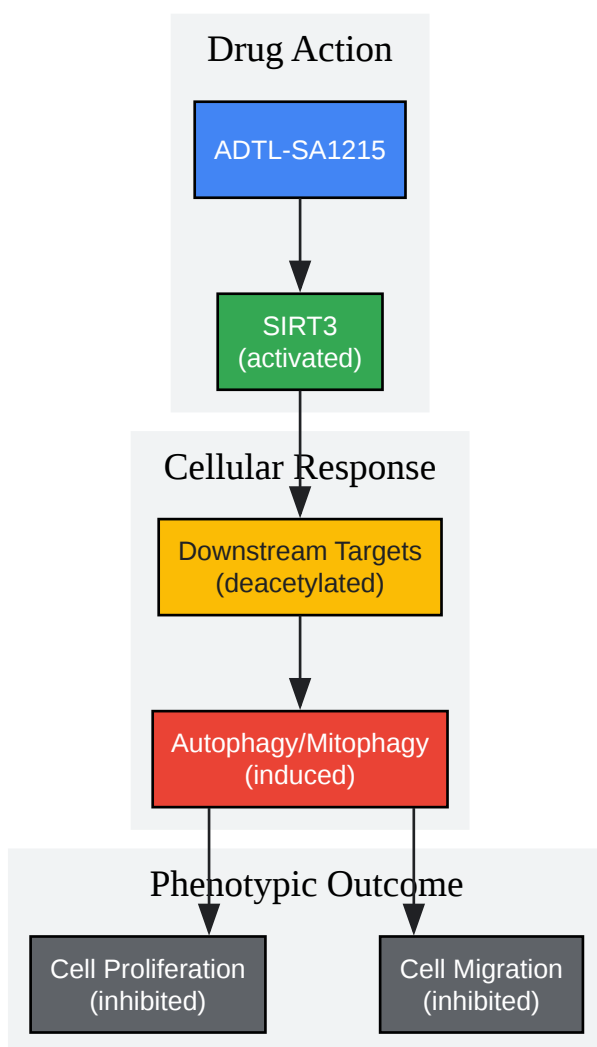 Drug Action
ADTL-SA1215
SIRT3
(activated)
Cellular Response
Downstream Targets
(deacetylated)
Autophagy/Mitophagy
(induced)
Phenotypic Outcome
Cell Proliferation
(inhibited)
Cell Migration
(inhibited)